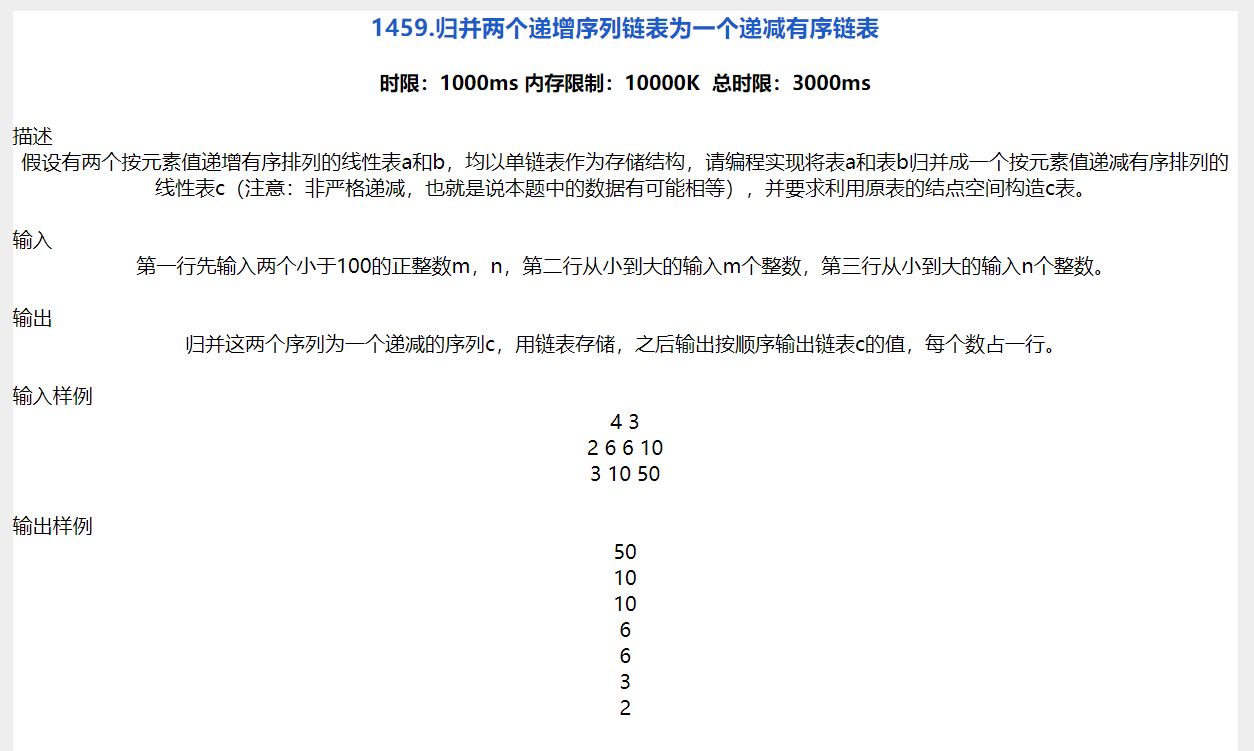 1459.归并两个递增序列链表为一个递减有序链表
时限：1000ms 内存限制：10000K 总时限：3000ms
描述
假设有两个按元素值递增有序排列的线性表a和b，均以单链表作为存储结构，请编程实现将表a和表b归并成一个按元素值递减有序排列的
线性表c（注意：非严格递减，也就是说本题中的数据有可能相等），并要求利用原表的结点空间构造c表。
输入
第一行先输入两个小于100的正整数m，n，第二行从小到大的输入m个整数，第三行从小到大的输入n个整数。
输出
归并这两个序列为一个递减的序列c，用链表存储，之后输出按顺序输出链表c的值，每个数占一行。
输入样例
4 3
2 6 6 10
3 10 50
输出样例
50
10
10
6
6
3
2